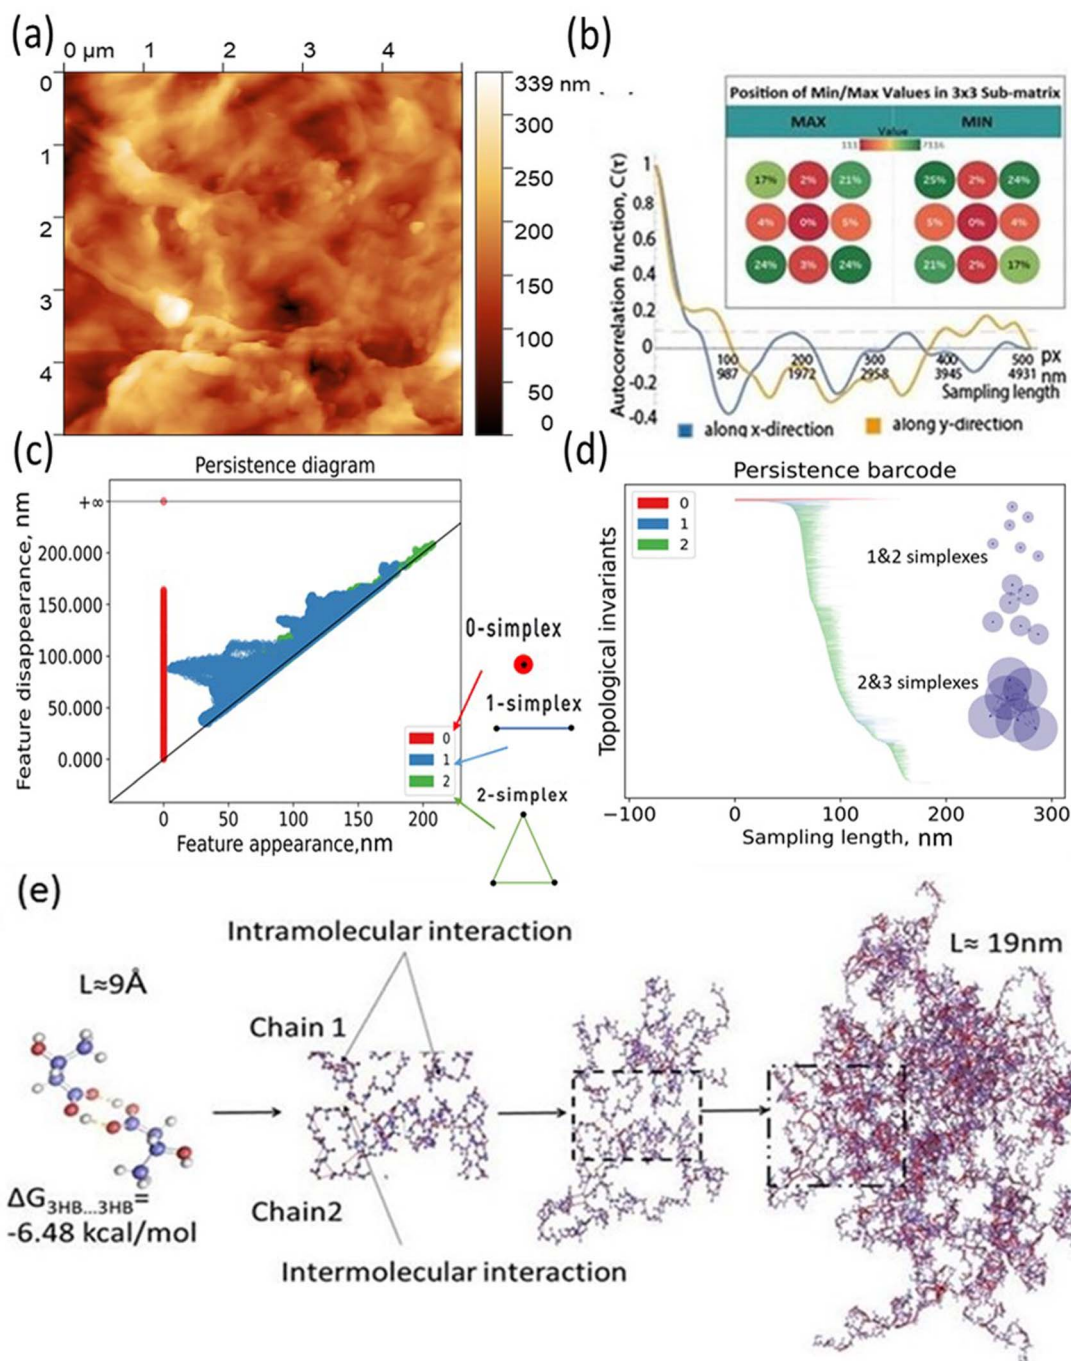 (a)
0 µm 1 2 3 4
0
1
2
3
4
339 nm
300
250
200
150
100
50
0
(b)
Position of Min/Max Values in 3x3 Sub-matrix
MAX MIN
Value
17% 2% 21% 25% 2% 24%
4% 0% 5% 5% 0% 4%
24% 3% 24% 21% 2% 17%
Autocorrelation function, C(τ)
1
0.8
0.6
0.4
0.2
0
-0.2
-0.4
100 200 300 400 500 px
987 1972 2958 3945 4931 nm
Sampling length
along x-direction along y-direction
(c)
Persistence diagram
Feature disappearance, nm
+∞
200.000
150.000
100.000
50.000
0.000
0 50 100 150 200
Feature appearance,nm
0
1
2
0-simplex
1-simplex
2-simplex
(d)
Persistence barcode
Topological invariants
0
1
2
1&2 simplexes
2&3 simplexes
−100 0 100 200 300
Sampling length, nm
(e)
Intramolecular interaction
L≈9Å
L≈ 19nm
Chain 1
Chain2
ΔG3HB...3HB=
-6.48 kcal/mol
Intermolecular interaction